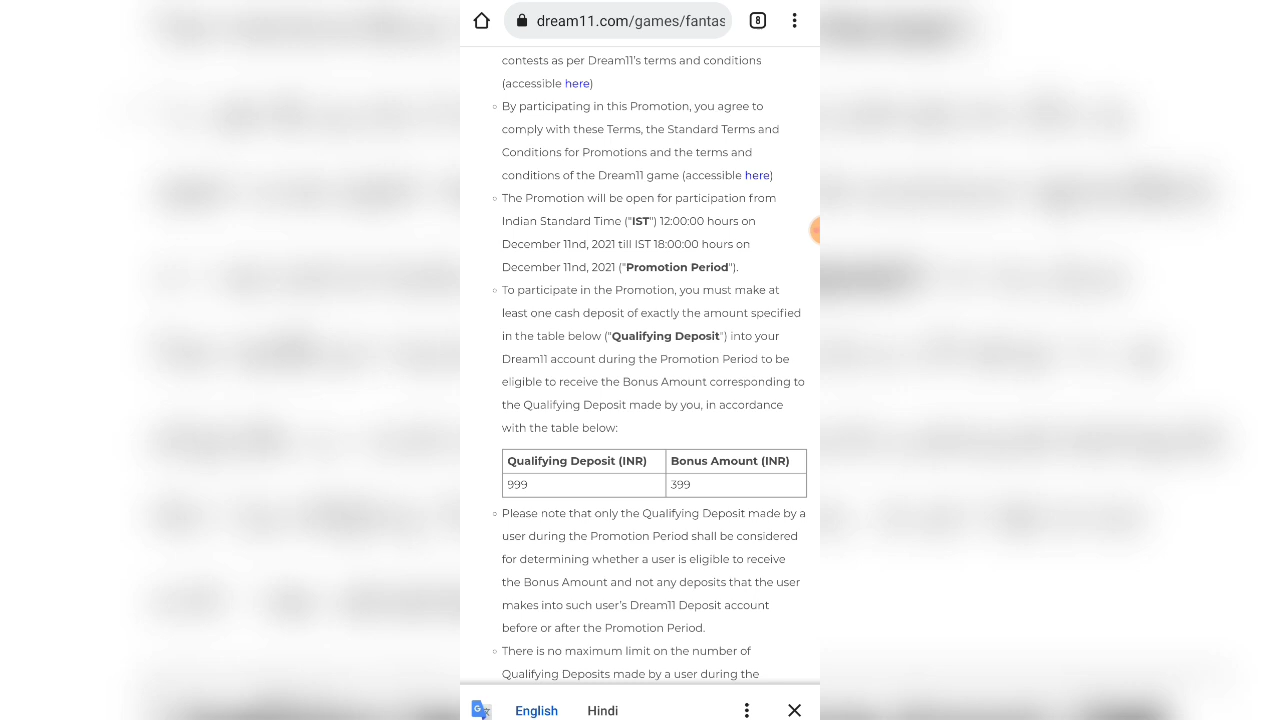 dream11.com/games/fantas
8
contests as per Dream11's terms and conditions
(accessible here)
By participating in this Promotion, you agree to
comply with these Terms, the Standard Terms and
Conditions for Promotions and the terms and
conditions of the Dream11 game (accessible here)
The Promotion will be open for participation from
Indian Standard Time ("IST") 12:00:00 hours on
December 11nd, 2021 till IST 18:00:00 hours on
December 11nd, 2021 ("Promotion Period").
To participate in the Promotion, you must make at
least one cash deposit of exactly the amount specified
in the table below ("Qualifying Deposit") into your
Dream11 account during the Promotion Period to be
eligible to receive the Bonus Amount corresponding to
the Qualifying Deposit made by you, in accordance
with the table below:
Qualifying Deposit (INR) Bonus Amount (INR)
999 399
Please note that only the Qualifying Deposit made by a
user during the Promotion Period shall be considered
for determining whether a user is eligible to receive
the Bonus Amount and not any deposits that the user
makes into such user's Dream11 Deposit account
before or after the Promotion Period.
There is no maximum limit on the number of
Qualifying Deposits made by a user during the
English Hindi